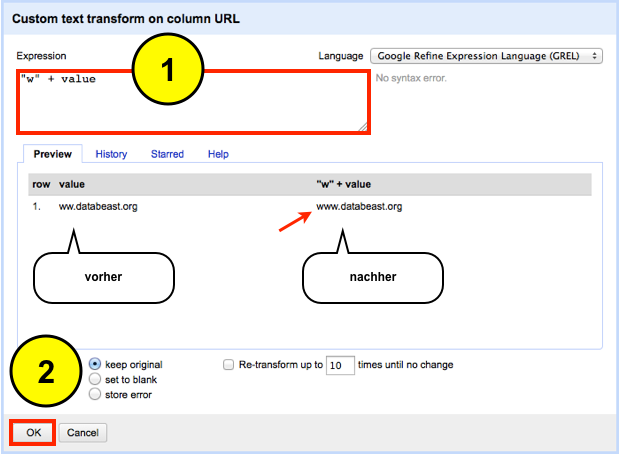 Custom text transform on column URL
Expression
1
Language
Google Refine Expression Language (GREL)
"w" + value
No syntax error.
Preview History Starred Help
row value "w" + value
1. ww.databeast.org www.databeast.org
vorher nachher
2
keep original Re-transform up to 10 times until no change
set to blank
store error
OK Cancel